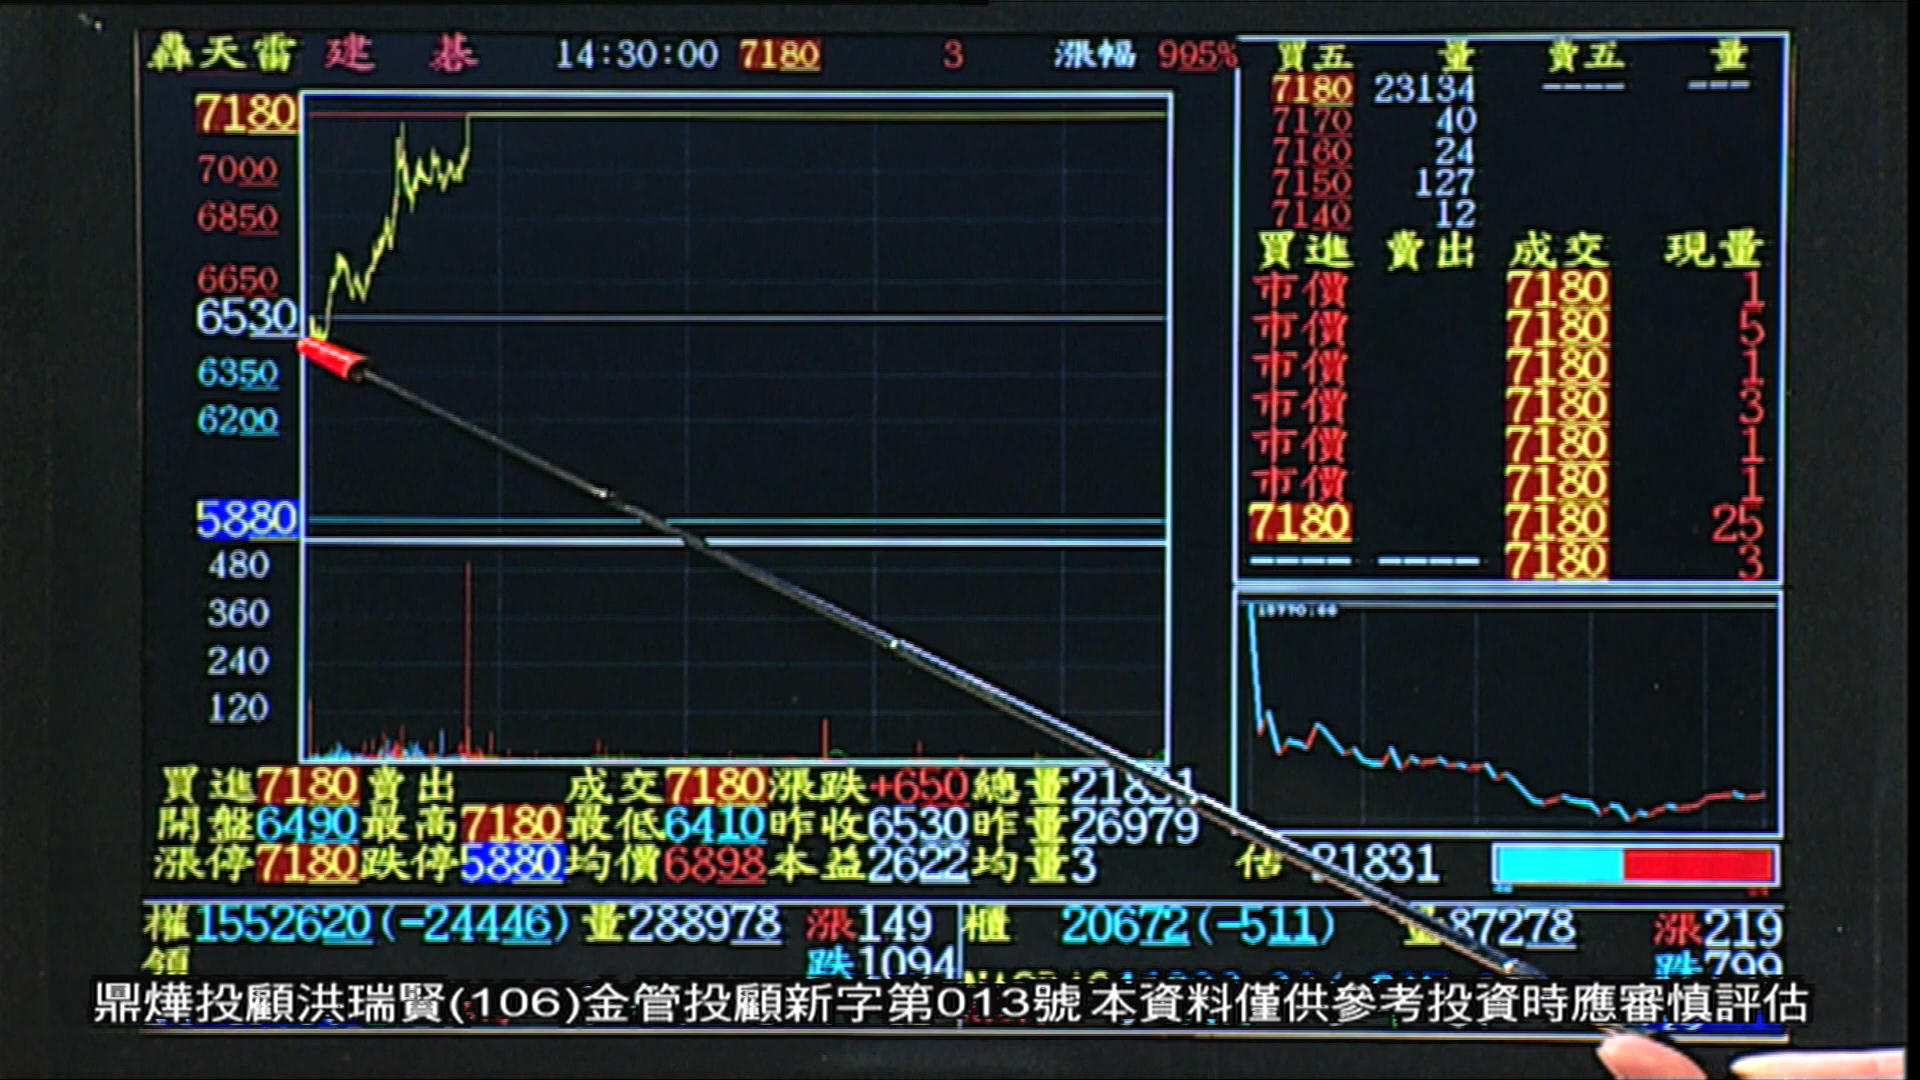 轟天雷 建 碁 14:30:00 7180 3 漲幅 995%
7180
7000
6850
6650
6530
6350
6200
5880
480
360
240
120
買五 量 賣五 量
7180 23134 ---- ---
7170 40
7160 24
7150 127
7140 12
買進 賣出 成交 現量
市價 7180 1
市價 7180 5
市價 7180 1
市價 7180 3
市價 7180 1
市價 7180 1
7180 7180 25
---- ---- 7180 3
買進7180 賣出 成交7180 漲跌+650 總量21831
開盤6490 最高7180 最低6410 昨收6530 昨量26979
漲停7180 跌停5880 均價6898 本益2622 均量3 估 21831
權1552620(-24446) 量288978 漲149 櫃 20672(-511) 量87278 漲219
領 跌1094 跌799
鼎燁投顧洪瑞賢(106)金管投顧新字第013號 本資料僅供參考投資時應審慎評估